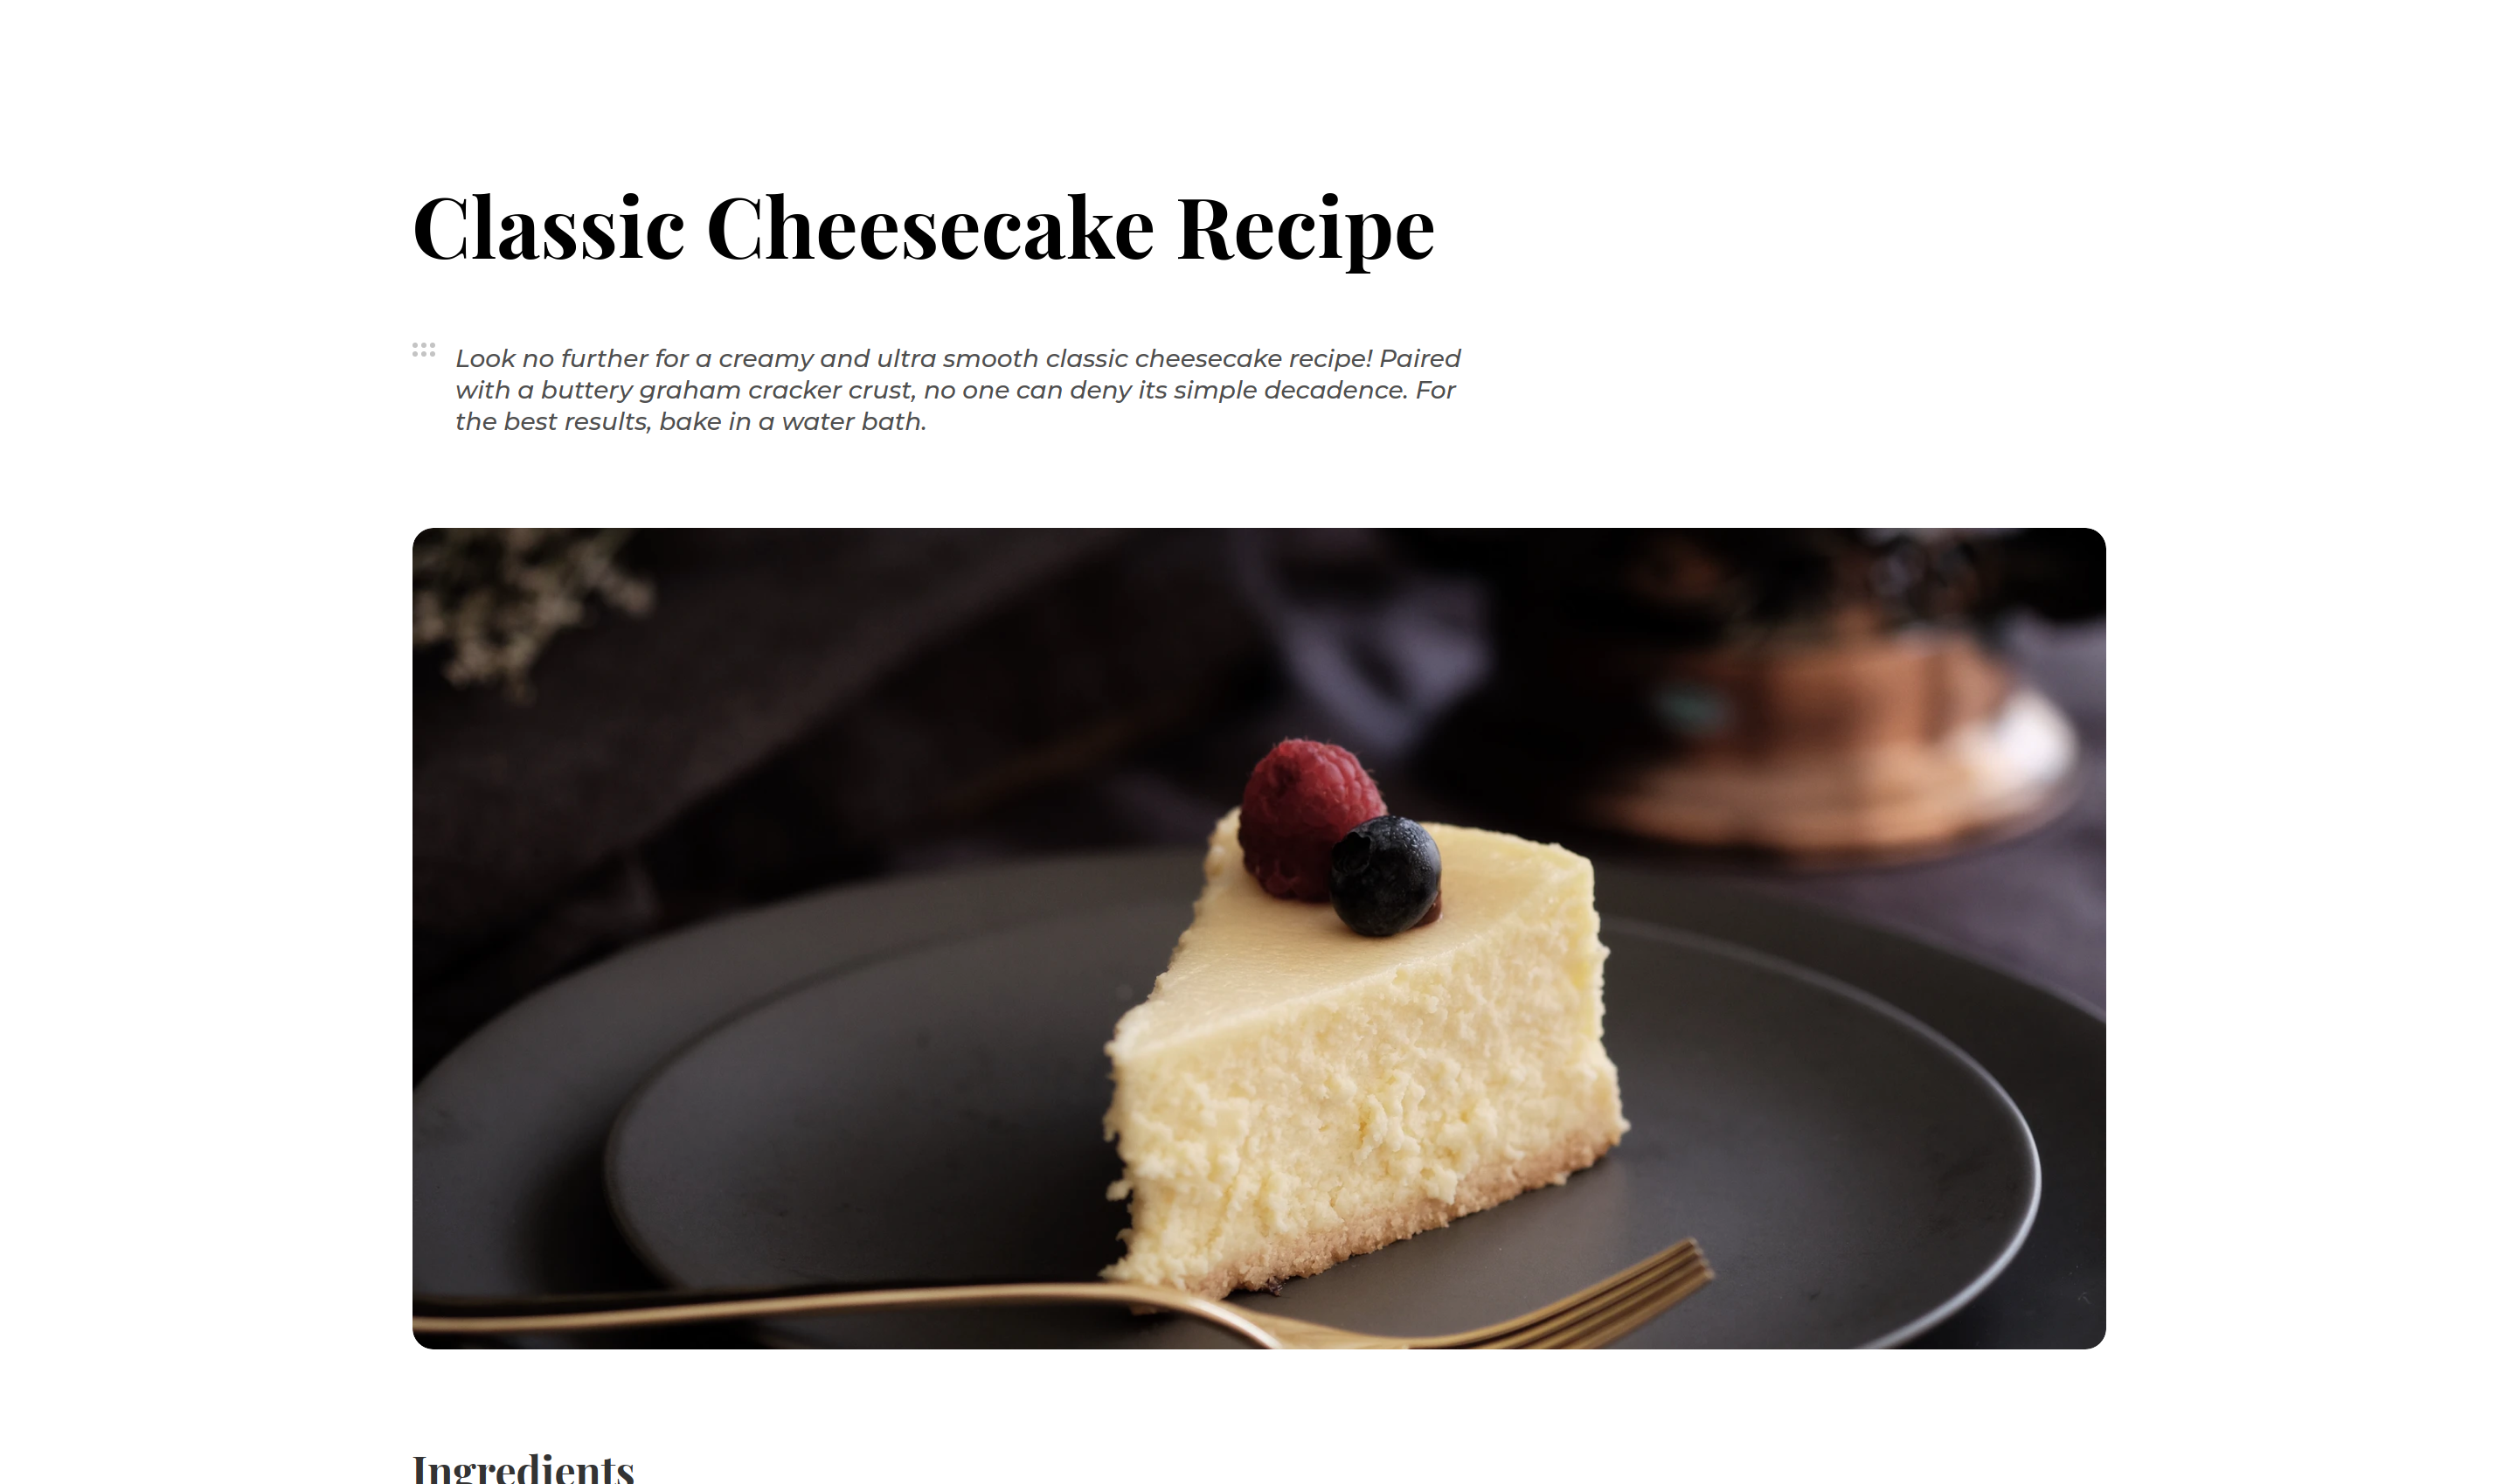 Classic Cheesecake Recipe
Look no further for a creamy and ultra smooth classic cheesecake recipe! Paired
with a buttery graham cracker crust, no one can deny its simple decadence. For
the best results, bake in a water bath.
Ingredients